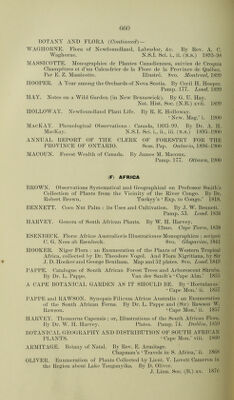 660
BOTANY AND FLORA (Continued)—
WAGHORNE. Flora of Newfoundland, Labrador, &c. By Rev. A. C.
Waghorne. N.S.I. Sci. i., ii. (n.s.) 1893-98
MASSICOTTE. Monographies de Plantes Canadiennes, suivies de Croquis
Champêtres et d'un Calendrier de la Flore de la Province de Québec.
Par E. Z. Massicotte. Illustré. 8vo. Montreal, 1899
HOOPER. A Year among the Orchards of Nova Scotia. By Cecil H. Hooper.
Pamp. 177. Lond. 1899
HAY. Notes on a Wild Garden (in New Brunswick). By G. U. Hay.
Nat. Hist. Soc. (N.B.) xvii. 1899
HOLLOWAY. Newfoundland Plant Life. By R. E. Holloway.
New. Mag. i. 1900
MACKAY. Phenological Observations: Canada, 1893-99. By Dr. A. H.
MacKay. N.S.I. Sci. i., ii., iii. (n.s.) 1895-1900
ANNUAL REPORT OF THE CLERK OF FORESTRY FOR THE
PROVINCE OF ONTARIO. Sess. Pap. Ontario, 1896-1900
MACOUN. Forest Wealth of Canada. By James M. Macoun.
Pamp. 177. Ottawa, 1900
(F) AFRICA
BROWN. Observations Systematical and Geographical on Professor Smith's
Collection of Plants from the Vicinity of the River Congo. By Dr.
Robert Brown. Tuckey's 'Exp. to Congo.' 1818.
BENNETT. Coco Nut Palm: its Uses and Cultivation. By J. W. Bennett.
Pamp. 53. Lond. 1836
HARVEY. Genera of South African Plants. By W. H. Harvey.
12mo. Cape Town, 1838
EISENBECK. Florae Africæ Australioris Illustrationes Monographicae: scripsit
C. G. Nees ab Esenbeck. 8vo. Glogaviae, 1841
HOOKER. Niger Flora: an Enumeration of the Plants of Western Tropical
Africa, collected by Dr. Theodore Vogel. And Flora Nigritiana, by Sir
J. D. Hooker and George Bentham. Map and 52 plates. 8vo. Lond. 1849
PAPPE. Catalogue of South African Forest Trees and Arborescent Shrubs.
By Dr. L. Pappe. 'Van der Sandt's Cape Alm.' 1853
A CAPE BOTANICAL GARDEN AS IT SHOULD BE. By 'Hortulanus.'
'Cape Mon.' ii. 1857
PAPPE and RAWSON. Synopsis Filicum Africæ Australis: an Enumeration
of the South African Ferns. By Dr. L. Pappe and (Sir) Rawson W.
Rawson. 'Cape Mon.' ii. 1857
HARVEY. Thesaurus Capensis; or, Illustrations of the South African Flora.
By Dr. W. H. Harvey. Plates. Pamp. 74. Dublin, 1859
BOTANICAL GEOGRAPHY AND DISTRIBUTION OF SOUTH AFRICAN
PLANTS. 'Cape Mon.' viii. 1860
ARMITAGE. Botany of Natal. By Rev. E. Armitage.
Chapman's 'Travels in S. Africa,' ii. 1868
OLIVER. Enumeration of Plants Collected by Lieut. V. Lovett Cameron in
the Region about Lake Tanganyika. By D. Oliver.
J. Linn. Soc. (B.) xv. 1876